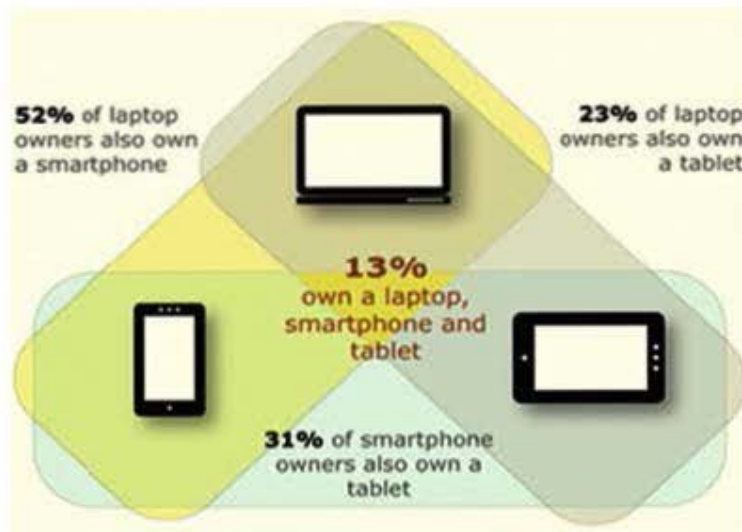 52% of laptop
owners also own
a smartphone
23% of laptop
owners also own
a tablet
13%
own a laptop,
smartphone and
tablet
31% of smartphone
owners also own a
tablet